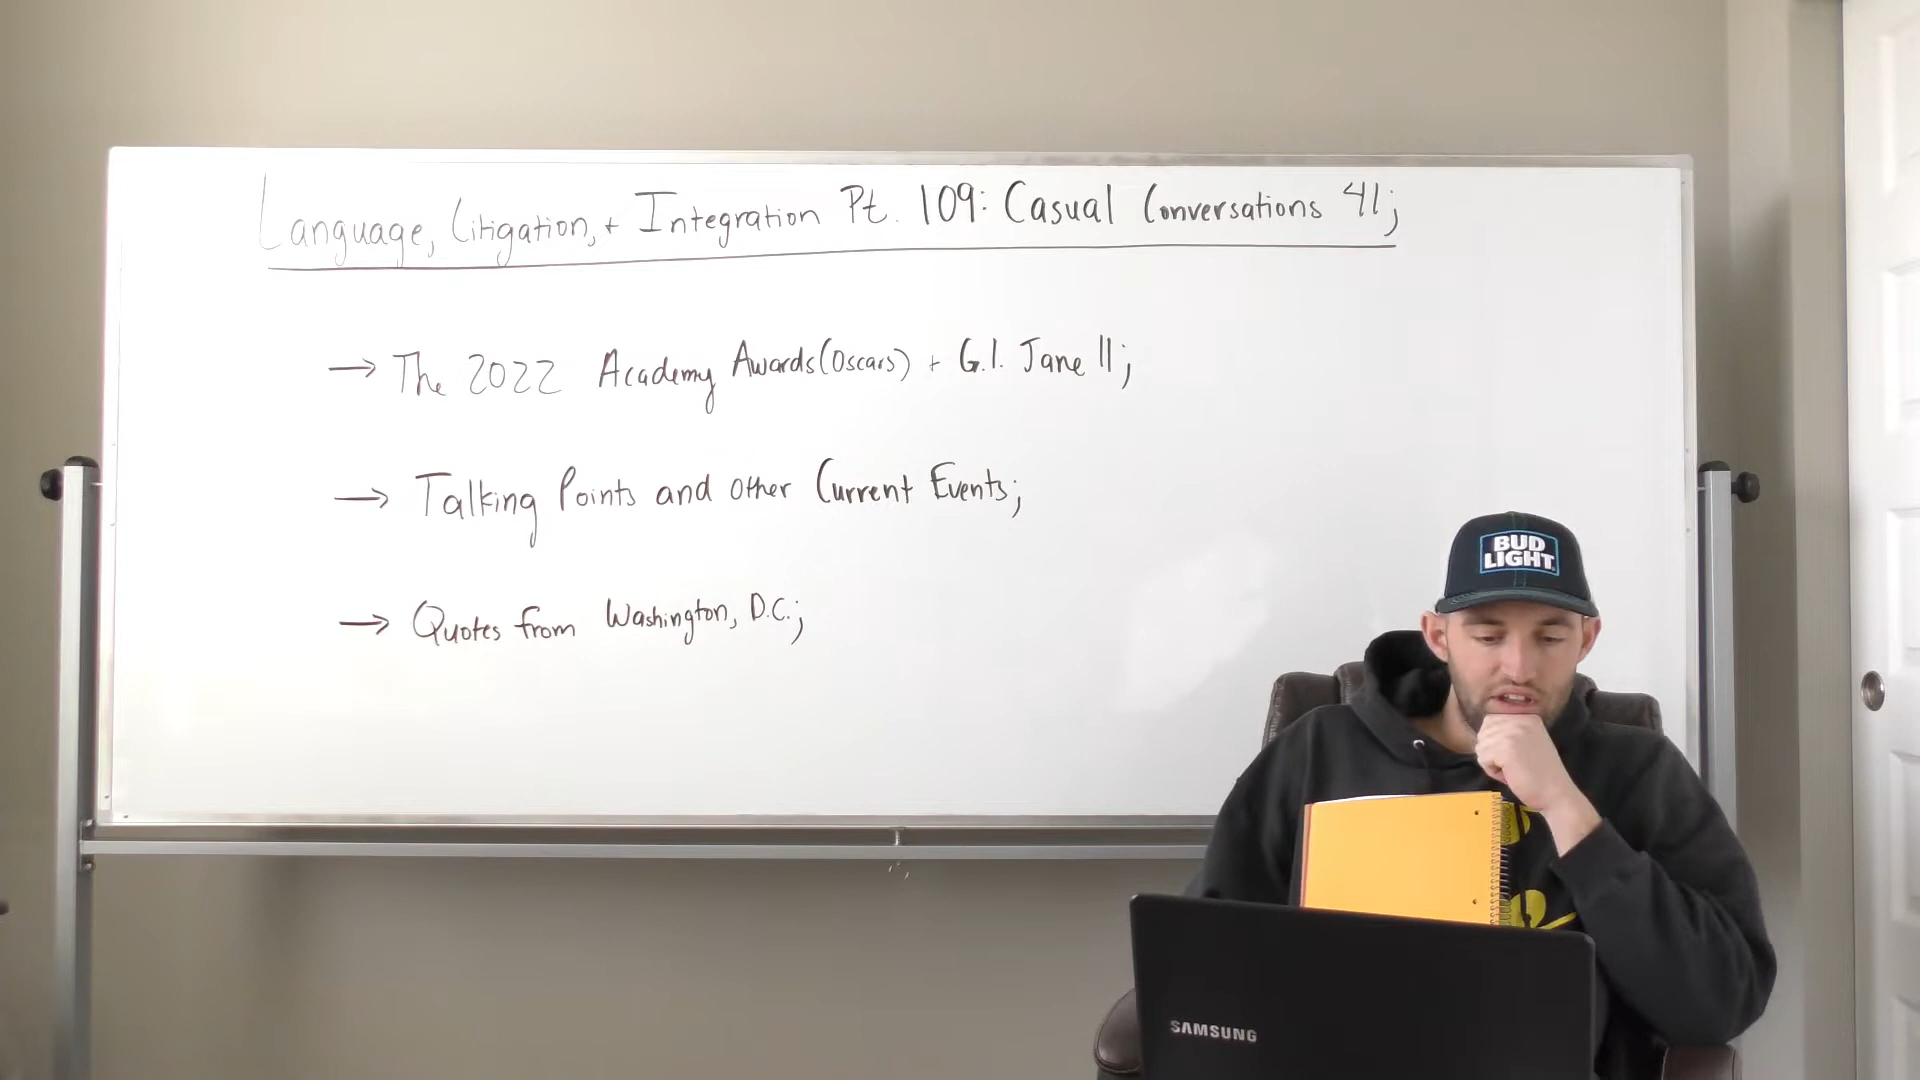 Language, Litigation, + Integration Pt. 109: Casual Conversations 41;
→ The 2022 Academy Awards (Oscars) + G.I. Jane II;
→ Talking Points and other Current Events;
→ Quotes from Washington, D.C.;
BUD
LIGHT
SAMSUNG